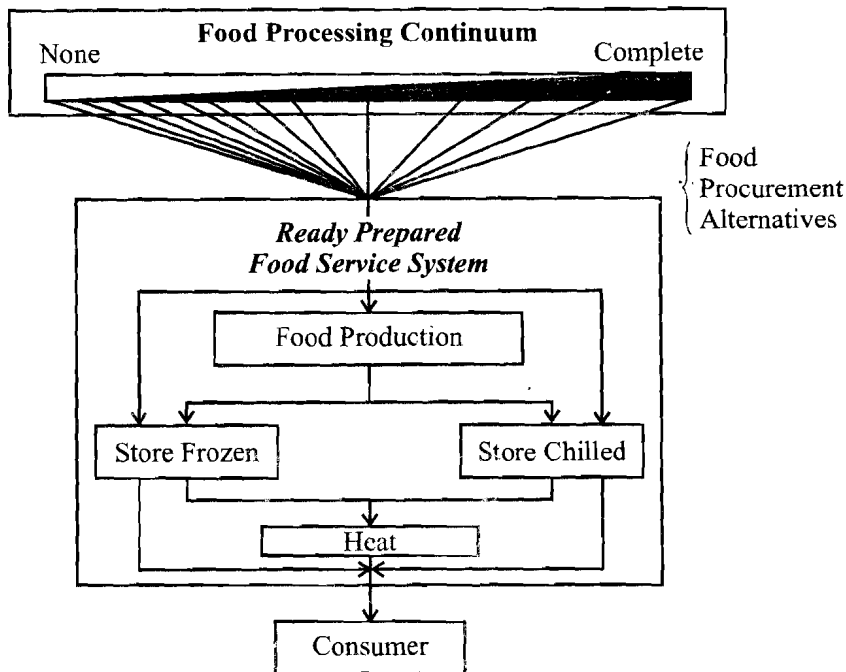 Food Processing Continuum
None
Complete
Food
Procurement
Alternatives
Ready Prepared
Food Service System
Food Production
Store Frozen
Store Chilled
Heat
Consumer